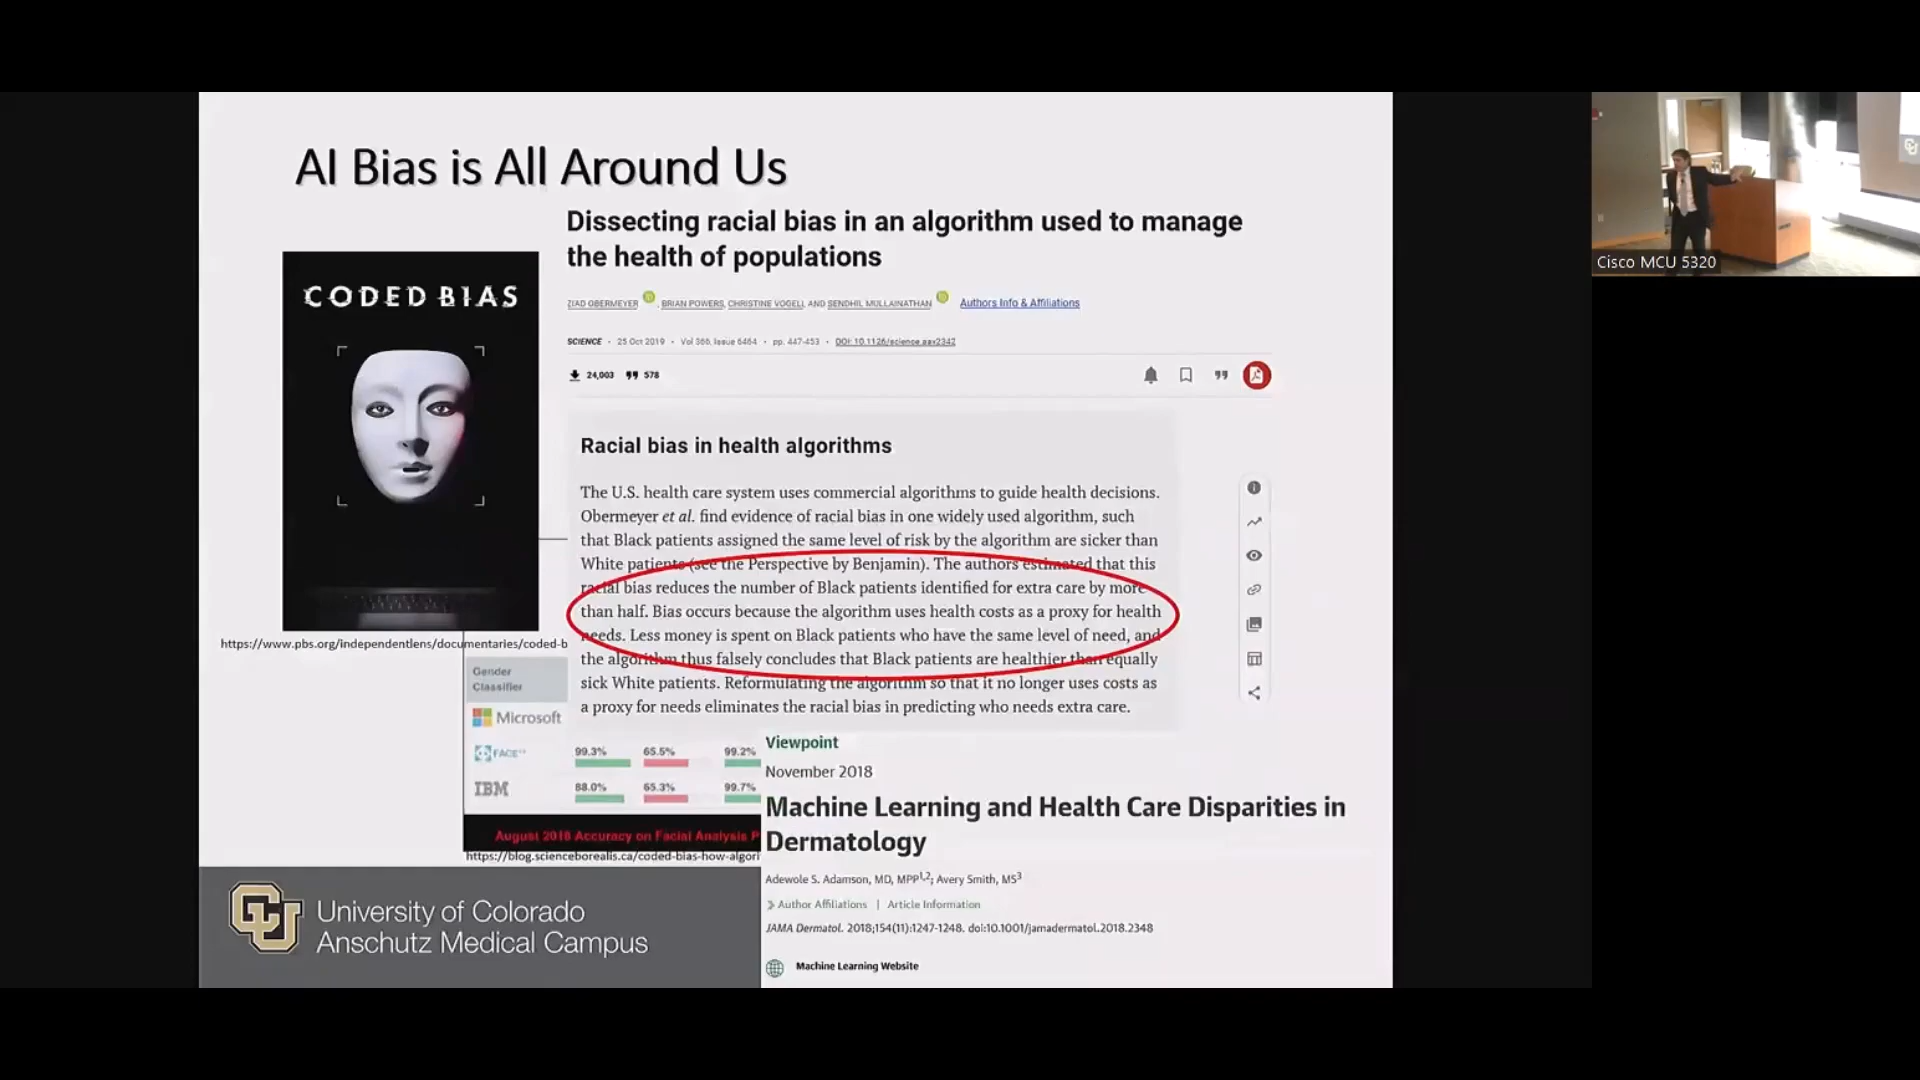 AI Bias is All Around Us
Dissecting racial bias in an algorithm used to manage
the health of populations
ZIAD OBERMEYER, BRIAN POWERS, CHRISTINE VOGELI, AND SENDHIL MULLAINATHAN Authors Info & Affiliations
SCIENCE • 25 Oct 2019 • Vol 366, Issue 6464 • pp. 447-453 • DOI: 10.1126/science.aax2342
24,003 578
CODED BIAS
Racial bias in health algorithms
The U.S. health care system uses commercial algorithms to guide health decisions.
Obermeyer et al. find evidence of racial bias in one widely used algorithm, such
that Black patients assigned the same level of risk by the algorithm are sicker than
White patients (see the Perspective by Benjamin). The authors estimated that this
racial bias reduces the number of Black patients identified for extra care by more
than half. Bias occurs because the algorithm uses health costs as a proxy for health
needs. Less money is spent on Black patients who have the same level of need, and
the algorithm thus falsely concludes that Black patients are healthier than equally
sick White patients. Reformulating the algorithm so that it no longer uses costs as
a proxy for needs eliminates the racial bias in predicting who needs extra care.
https://www.pbs.org/independentlens/documentaries/coded-b
Gender
Classifier
Microsoft
FACE++ 99.3% 65.5% 99.2%
IBM 88.0% 65.3% 99.7%
August 2018 Accuracy on Facial Analysis P
https://blog.scienceborealis.ca/coded-bias-how-algori
Viewpoint
November 2018
Machine Learning and Health Care Disparities in
Dermatology
Adewole S. Adamson, MD, MPP1,2; Avery Smith, MS3
Author Affiliations | Article Information
JAMA Dermatol. 2018;154(11):1247-1248. doi:10.1001/jamadermatol.2018.2348
Machine Learning Website
CU
University of Colorado
Anschutz Medical Campus
Cisco MCU 5320